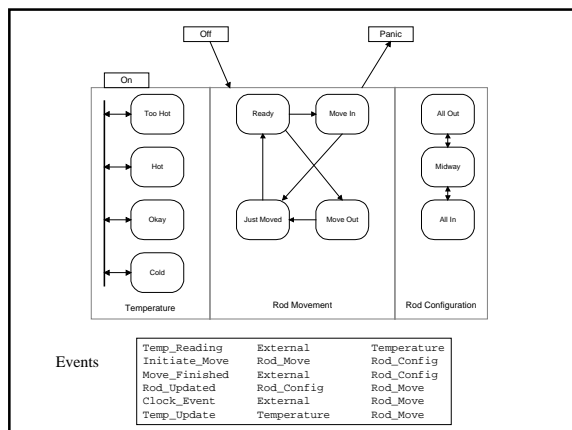 Off
Panic
On
Too Hot
Ready
Move In
All Out
Hot
Midway
Okay
Just Moved
Move Out
All In
Cold
Temperature
Rod Movement
Rod Configuration
Events
Temp_Reading External Temperature
Initiate_Move Rod_Move Rod_Config
Move_Finished External Rod_Config
Rod_Updated Rod_Config Rod_Move
Clock_Event External Rod_Move
Temp_Update Temperature Rod_Move